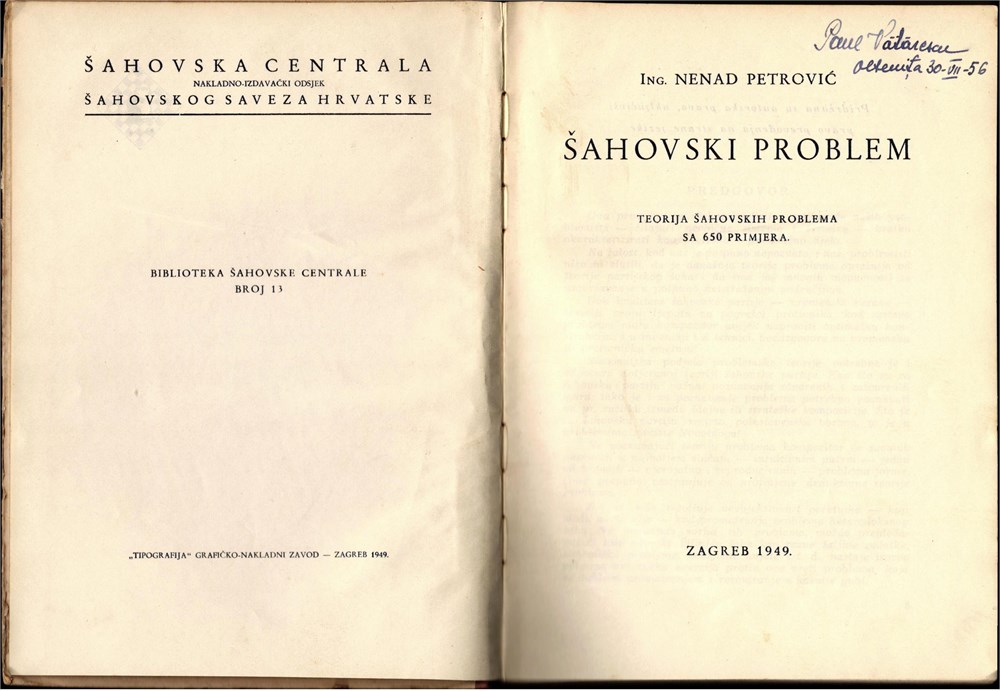 ŠAHOVSKA CENTRALA
NAKLADNO-IZDAVAČKI ODSJEK
ŠAHOVSKOG SAVEZA HRVATSKE
BIBLIOTEKA ŠAHOVSKE CENTRALE
BROJ 13
„TIPOGRAFIJA“ GRAFIČKO-NAKLADNI ZAVOD — ZAGREB 1949.
Paul Vătărescu
Oltenița 30-VII-56
ING. NENAD PETROVIĆ
ŠAHOVSKI PROBLEM
TEORIJA ŠAHOVSKIH PROBLEMA
SA 650 PRIMJERA.
ZAGREB 1949.